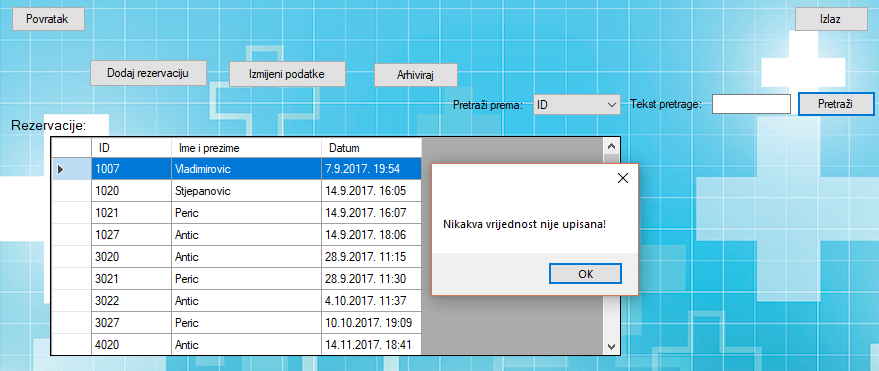 Povratak
Izlaz
Dodaj rezervaciju
Izmijeni podatke
Arhiviraj
Pretraži prema:
ID
Tekst pretrage:
Pretraži
Rezervacije:
ID Ime i prezime Datum
1007 Vladimirovic 7.9.2017. 19:54
1020 Stjepanovic 14.9.2017. 16:05
1021 Peric 14.9.2017. 16:07
1027 Antic 14.9.2017. 18:06
3020 Antic 28.9.2017. 11:15
3021 Peric 28.9.2017. 11:30
3022 Antic 4.10.2017. 11:37
3027 Peric 10.10.2017. 19:09
4020 Antic 14.11.2017. 18:41
Nikakva vrijednost nije upisana!
OK